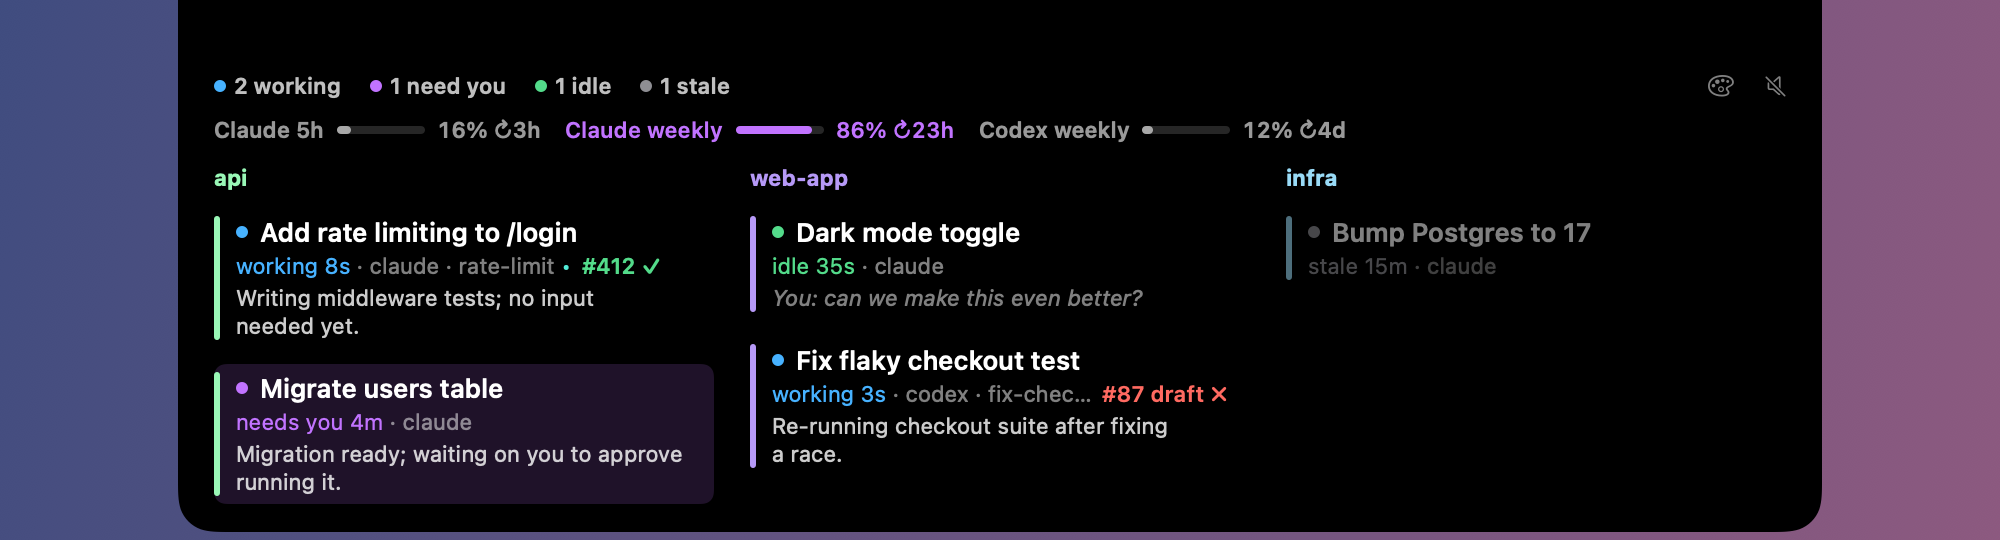 2 working 1 need you 1 idle 1 stale
Claude 5h 16% ↻3h Claude weekly 86% ↻23h Codex weekly 12% ↻4d
api
Add rate limiting to /login
working 8s · claude · rate-limit • #412 ✓
Writing middleware tests; no input
needed yet.
Migrate users table
needs you 4m · claude
Migration ready; waiting on you to approve
running it.
web-app
Dark mode toggle
idle 35s · claude
You: can we make this even better?
Fix flaky checkout test
working 3s · codex · fix-chec... #87 draft ✕
Re-running checkout suite after fixing
a race.
infra
Bump Postgres to 17
stale 15m · claude